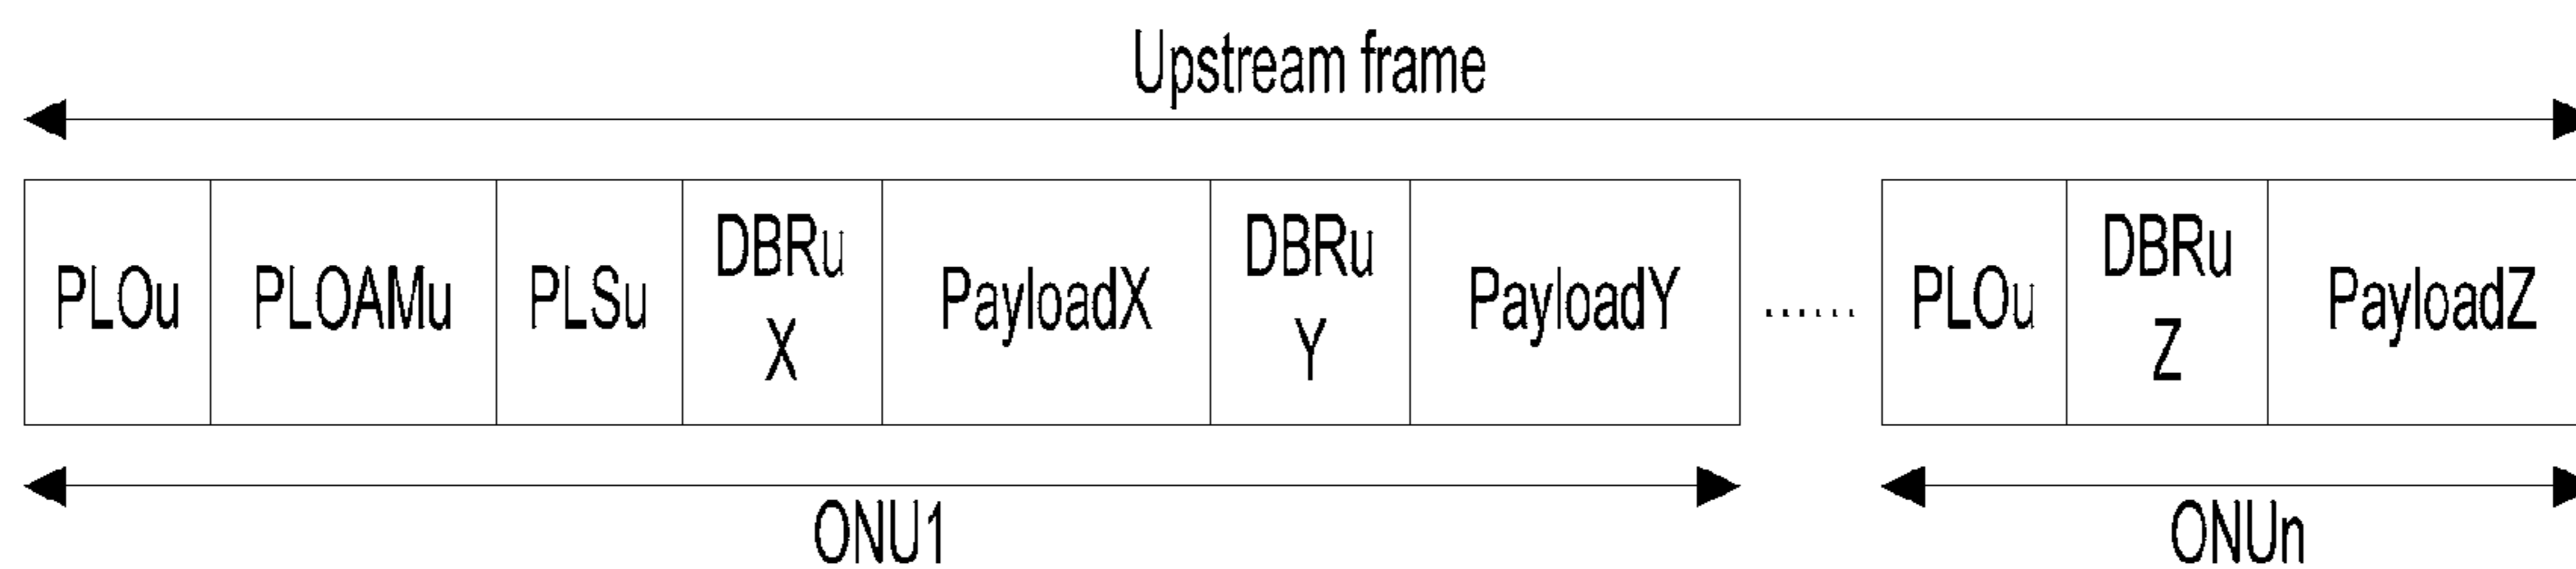 Upstream frame
PLOu PLOAMu PLSu DBRu X PayloadX DBRu Y PayloadY ...... PLOu DBRu Z PayloadZ
ONU1 ONUn